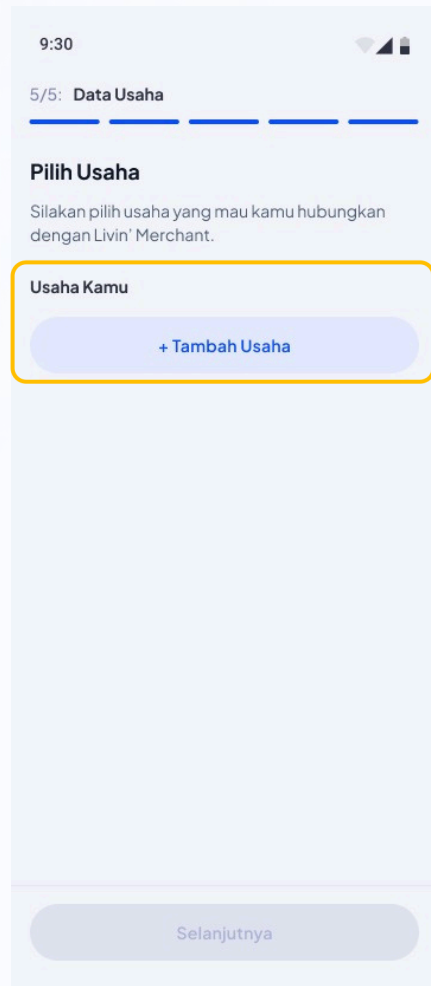 9:30
5/5: Data Usaha
Pilih Usaha
Silakan pilih usaha yang mau kamu hubungkan
dengan Livin' Merchant.
Usaha Kamu
+ Tambah Usaha
Selanjutnya